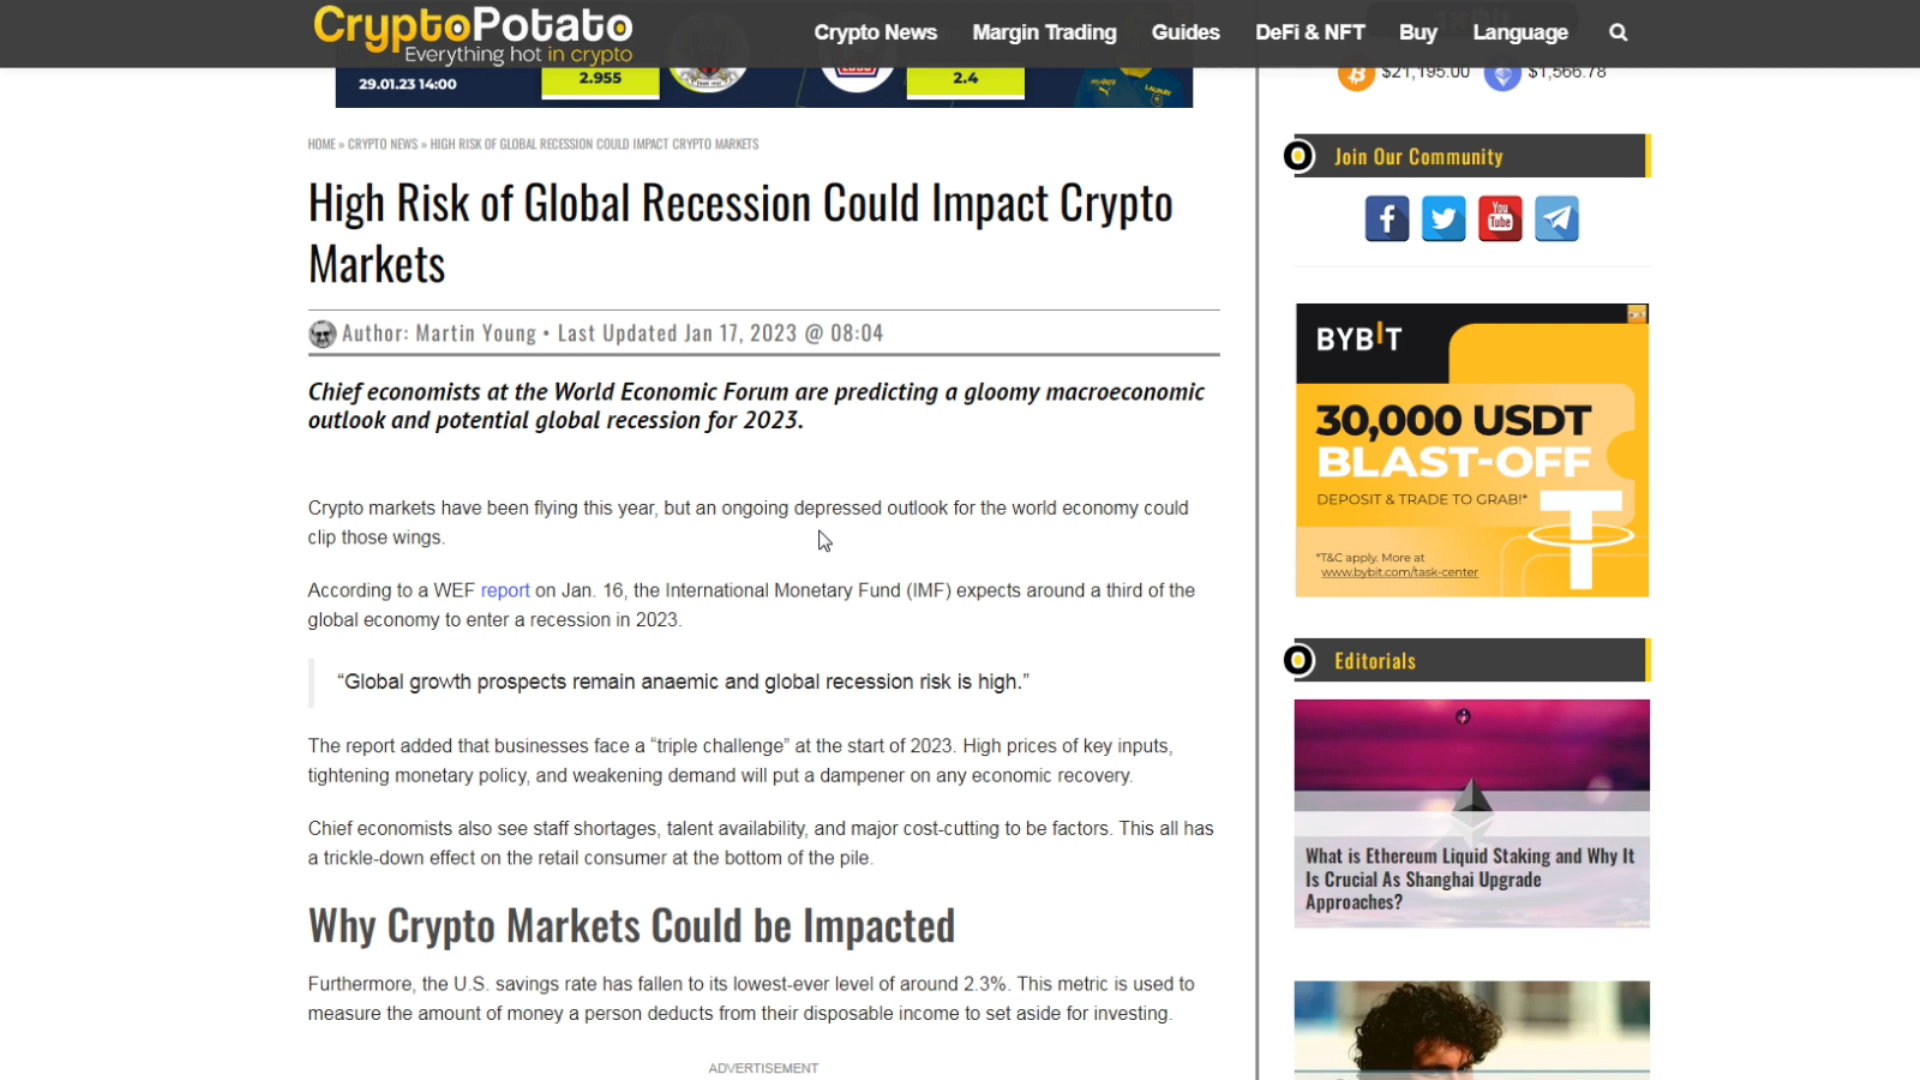 CryptoPotato
Everything hot in crypto
Crypto News
Margin Trading
Guides
DeFi & NFT
Buy
Language
29.01.23 14:00
2.955
2.4
$21,195.00
$1,566.78
HOME » CRYPTO NEWS » HIGH RISK OF GLOBAL RECESSION COULD IMPACT CRYPTO MARKETS
High Risk of Global Recession Could Impact Crypto
Markets
Author: Martin Young • Last Updated Jan 17, 2023 @ 08:04
Chief economists at the World Economic Forum are predicting a gloomy macroeconomic
outlook and potential global recession for 2023.
Crypto markets have been flying this year, but an ongoing depressed outlook for the world economy could
clip those wings.
According to a WEF report on Jan. 16, the International Monetary Fund (IMF) expects around a third of the
global economy to enter a recession in 2023.
“Global growth prospects remain anaemic and global recession risk is high.”
The report added that businesses face a “triple challenge” at the start of 2023. High prices of key inputs,
tightening monetary policy, and weakening demand will put a dampener on any economic recovery.
Chief economists also see staff shortages, talent availability, and major cost-cutting to be factors. This all has
a trickle-down effect on the retail consumer at the bottom of the pile.
Why Crypto Markets Could be Impacted
Furthermore, the U.S. savings rate has fallen to its lowest-ever level of around 2.3%. This metric is used to
measure the amount of money a person deducts from their disposable income to set aside for investing.
ADVERTISEMENT
Join Our Community
You
Tube
BYBIT
30,000 USDT
BLAST-OFF
DEPOSIT & TRADE TO GRAB!*
*T&C apply. More at
www.bybit.com/task-center
Editorials
What is Ethereum Liquid Staking and Why It
Is Crucial As Shanghai Upgrade
Approaches?